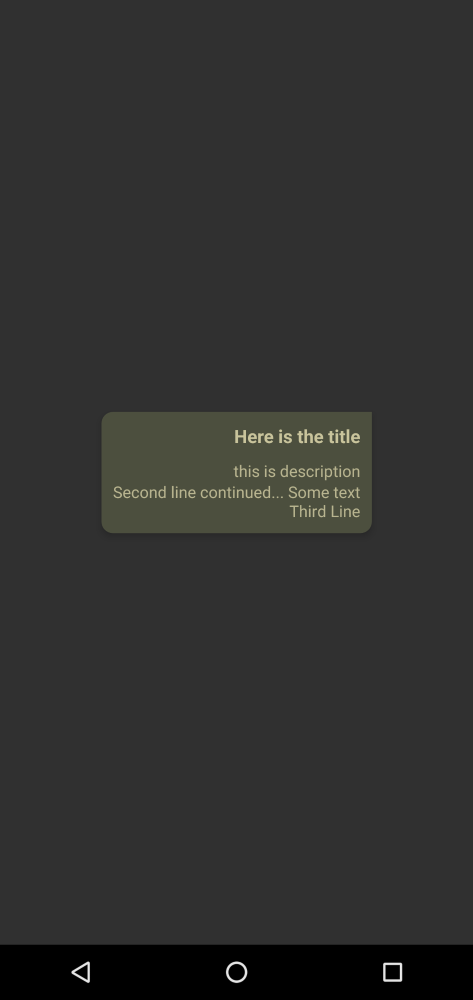 Here is the title
this is description
Second line continued... Some text
Third Line